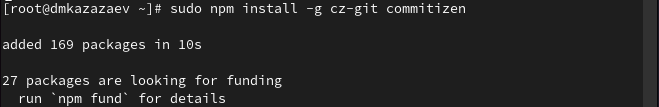 [root@dmkazazaev ~]# sudo npm install -g cz-git commitizen
added 169 packages in 10s
27 packages are looking for funding
  run `npm fund` for details